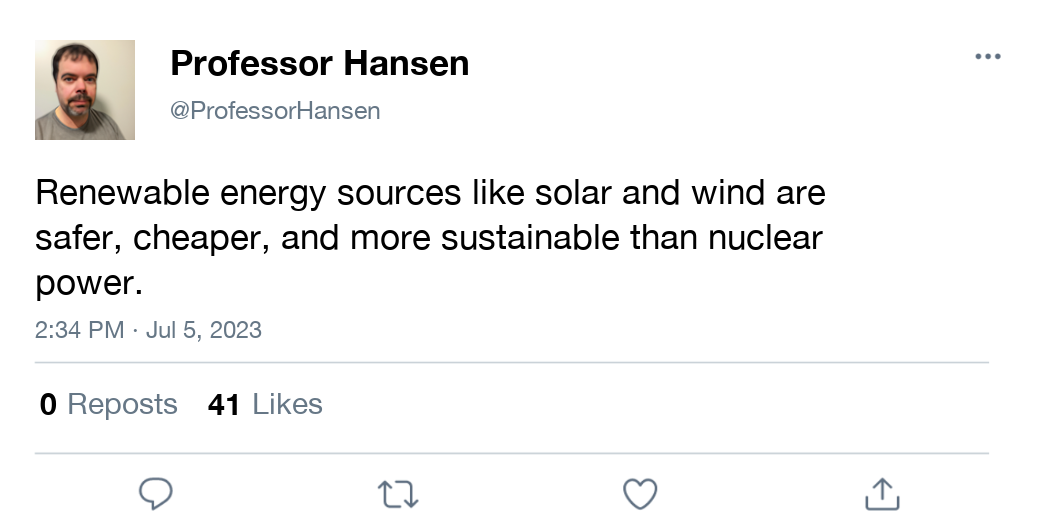 Professor Hansen
@ProfessorHansen
Renewable energy sources like solar and wind are
safer, cheaper, and more sustainable than nuclear
power.
2:34 PM · Jul 5, 2023
0 Reposts 41 Likes